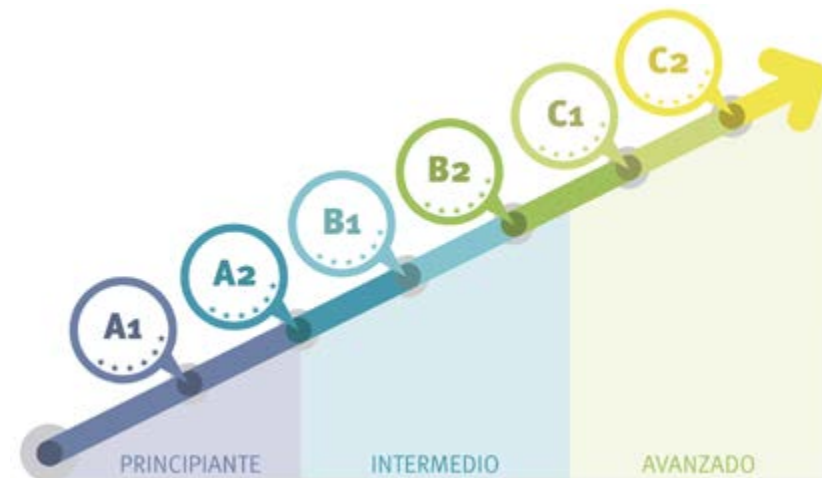 A1
A2
B1
B2
C1
C2
PRINCIPIANTE
INTERMEDIO
AVANZADO